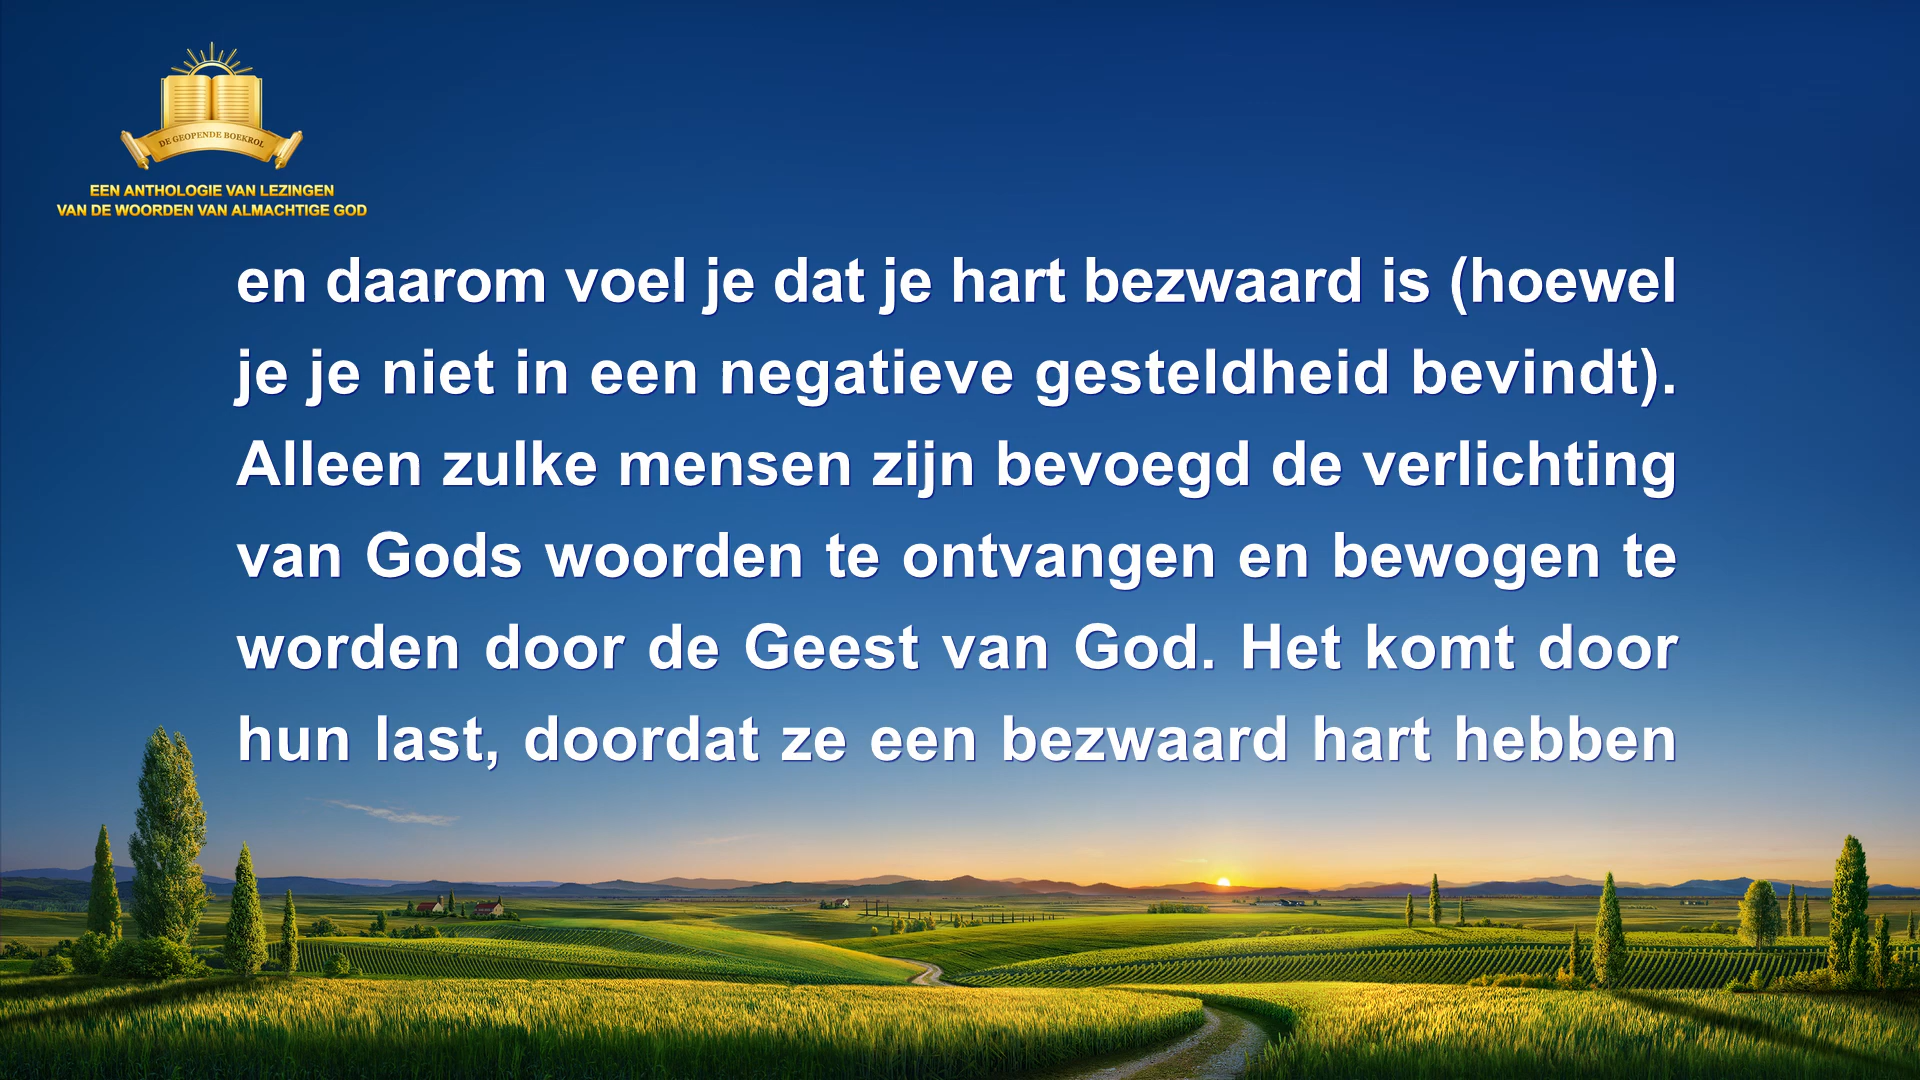 DE GEOPENDE BOEKROL
EEN ANTHOLOGIE VAN LEZINGEN
VAN DE WOORDEN VAN ALMACHTIGE GOD
en daarom voel je dat je hart bezwaard is (hoewel
je je niet in een negatieve gesteldheid bevindt).
Alleen zulke mensen zijn bevoegd de verlichting
van Gods woorden te ontvangen en bewogen te
worden door de Geest van God. Het komt door
hun last, doordat ze een bezwaard hart hebben